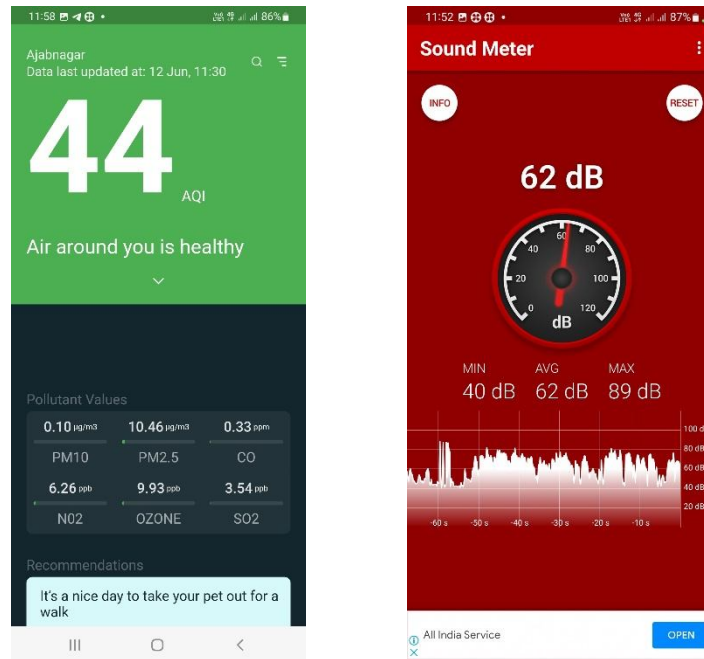 11:58
86%
Ajabnagar
Data last updated at: 12 Jun, 11:30
44
AQI
Air around you is healthy
Pollutant Values
0.10 µg/m3 10.46 µg/m3 0.33 ppm
PM10 PM2.5 CO
6.26 ppb 9.93 ppb 3.54 ppb
N02 OZONE SO2
Recommendations
It's a nice day to take your pet out for a
walk
11:52
87%
Sound Meter
INFO
RESET
62 dB
0 20 40 60 80 100 120
dB
MIN AVG MAX
40 dB 62 dB 89 dB
100 d
80 dB
60 dB
40 dB
20 dB
-60 s -50 s -40 s -30 s -20 s -10 s
All India Service
OPEN